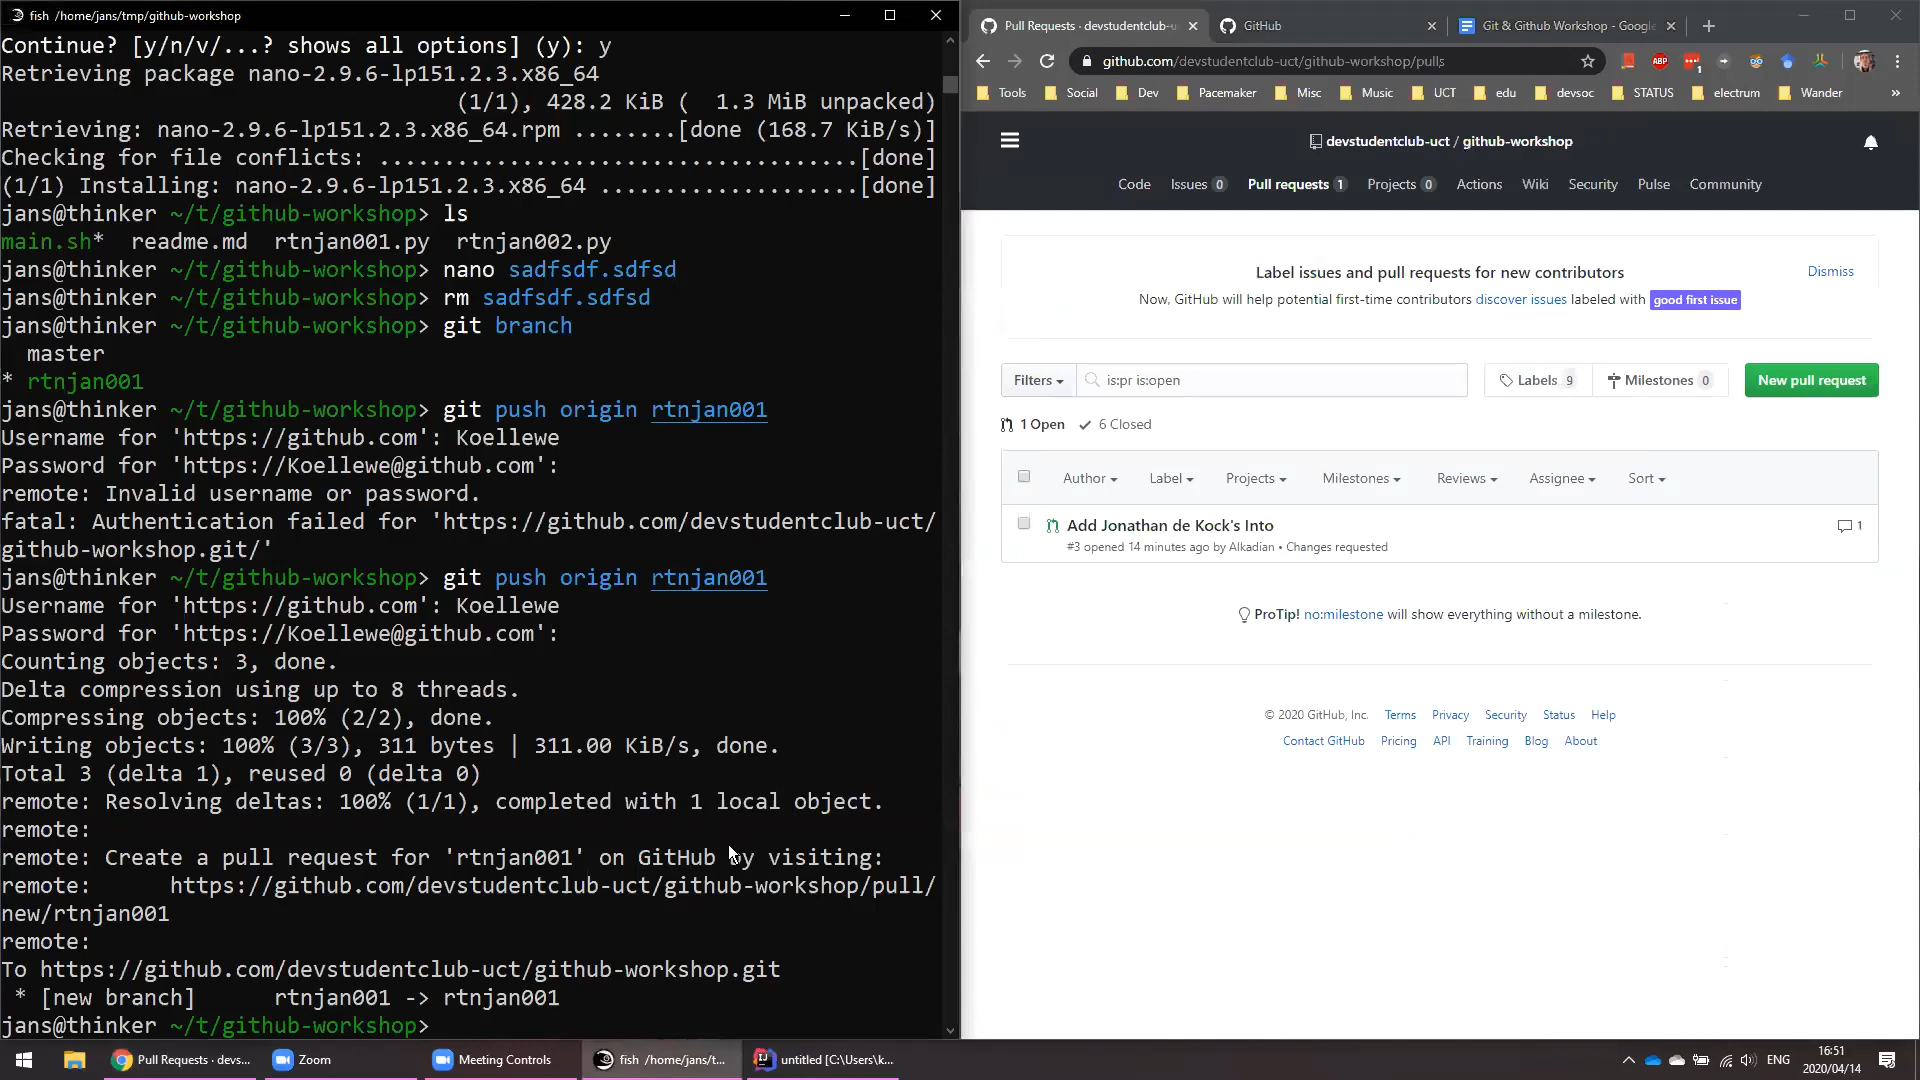 fish /home/jans/tmp/github-workshop
Continue? [y/n/v/...? shows all options] (y): y
Retrieving package nano-2.9.6-lp151.2.3.x86_64
(1/1), 428.2 KiB (  1.3 MiB unpacked)
Retrieving: nano-2.9.6-lp151.2.3.x86_64.rpm ........[done (168.7 KiB/s)]
Checking for file conflicts: .....................................[done]
(1/1) Installing: nano-2.9.6-lp151.2.3.x86_64 ....................[done]
jans@thinker ~/t/github-workshop> ls
main.sh*  readme.md  rtnjan001.py  rtnjan002.py
jans@thinker ~/t/github-workshop> nano sadfsdf.sdfsd
jans@thinker ~/t/github-workshop> rm sadfsdf.sdfsd
jans@thinker ~/t/github-workshop> git branch
master
* rtnjan001
jans@thinker ~/t/github-workshop> git push origin rtnjan001
Username for 'https://github.com': Koellewe
Password for 'https://Koellewe@github.com':
remote: Invalid username or password.
fatal: Authentication failed for 'https://github.com/devstudentclub-uct/
github-workshop.git/'
jans@thinker ~/t/github-workshop> git push origin rtnjan001
Username for 'https://github.com': Koellewe
Password for 'https://Koellewe@github.com':
Counting objects: 3, done.
Delta compression using up to 8 threads.
Compressing objects: 100% (2/2), done.
Writing objects: 100% (3/3), 311 bytes | 311.00 KiB/s, done.
Total 3 (delta 1), reused 0 (delta 0)
remote: Resolving deltas: 100% (1/1), completed with 1 local object.
remote:
remote: Create a pull request for 'rtnjan001' on GitHub by visiting:
remote:      https://github.com/devstudentclub-uct/github-workshop/pull/
new/rtnjan001
remote:
To https://github.com/devstudentclub-uct/github-workshop.git
* [new branch]      rtnjan001 -> rtnjan001
jans@thinker ~/t/github-workshop>
Pull Requests · devstudentclub-u
GitHub
Git & Github Workshop - Google
github.com/devstudentclub-uct/github-workshop/pulls
ABP
1
Tools Social Dev Pacemaker Misc Music UCT edu devsoc STATUS electrum Wander »
devstudentclub-uct / github-workshop
Code Issues 0 Pull requests 1 Projects 0 Actions Wiki Security Pulse Community
Label issues and pull requests for new contributors
Dismiss
Now, GitHub will help potential first-time contributors discover issues labeled with good first issue
Filters is:pr is:open Labels 9 Milestones 0 New pull request
1 Open 6 Closed
Author Label Projects Milestones Reviews Assignee Sort
Add Jonathan de Kock's Into
1
#3 opened 14 minutes ago by Alkadian • Changes requested
ProTip! no:milestone will show everything without a milestone.
© 2020 GitHub, Inc. Terms Privacy Security Status Help
Contact GitHub Pricing API Training Blog About
Pull Requests · devs...
Zoom
Meeting Controls
fish /home/jans/t...
untitled [C:\Users\k...
ENG
16:51
2020/04/14